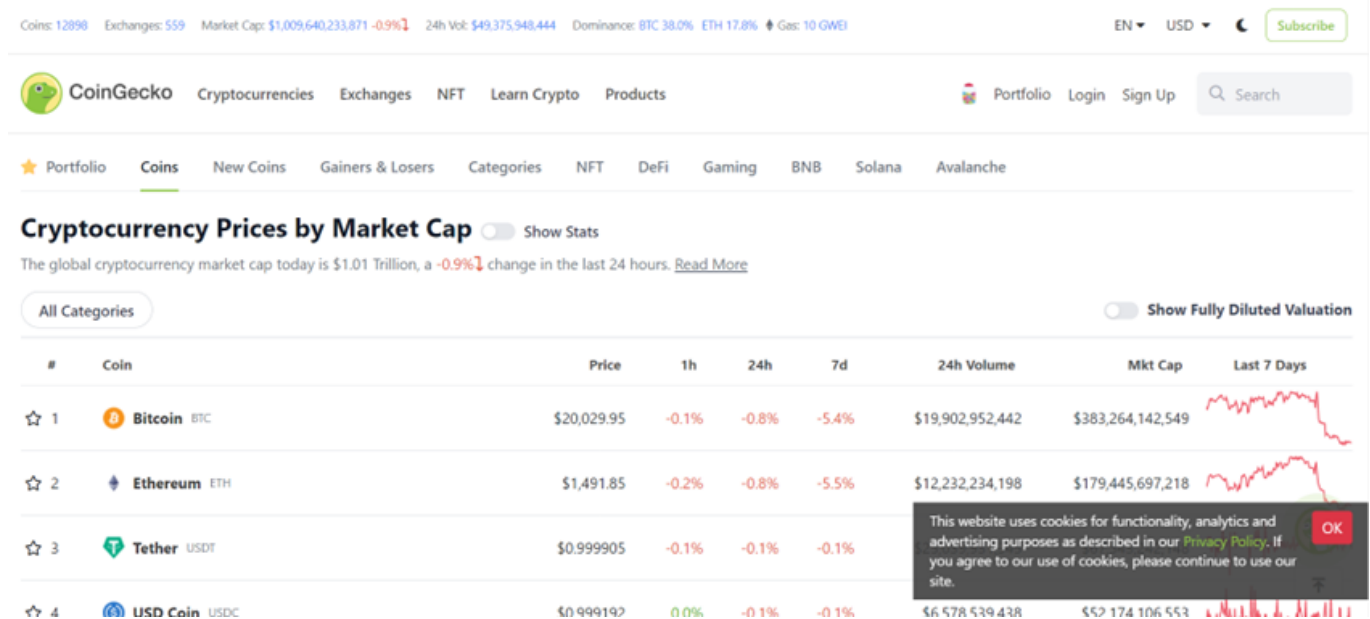 Coins: 12898 Exchanges: 559 Market Cap: $1,009,640,233,871 -0.9% 24h Vol: $49,375,948,444 Dominance: BTC 38.0% ETH 17.8% Gas: 10 GWEI EN USD Subscribe
CoinGecko Cryptocurrencies Exchanges NFT Learn Crypto Products Portfolio Login Sign Up Search
Portfolio Coins New Coins Gainers & Losers Categories NFT DeFi Gaming BNB Solana Avalanche
Cryptocurrency Prices by Market Cap Show Stats
The global cryptocurrency market cap today is $1.01 Trillion, a -0.9% change in the last 24 hours. Read More
All Categories Show Fully Diluted Valuation
# Coin Price 1h 24h 7d 24h Volume Mkt Cap Last 7 Days
1 Bitcoin BTC $20,029.95 -0.1% -0.8% -5.4% $19,902,952,442 $383,264,142,549
2 Ethereum ETH $1,491.85 -0.2% -0.8% -5.5% $12,232,234,198 $179,445,697,218
3 Tether USDT $0.999905 -0.1% -0.1% -0.1%
This website uses cookies for functionality, analytics and
advertising purposes as described in our Privacy Policy. If
you agree to our use of cookies, please continue to use our
site.
OK
4 USD Coin USDC $0.999192 0.0% -0.1% -0.1% $6,578,539,438 $52,174,106,553